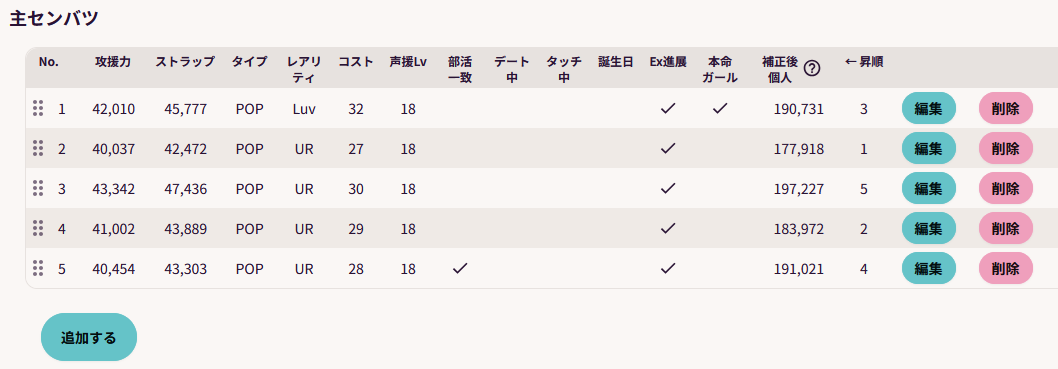 主センバツ
No. 攻援力 ストラップ タイプ レアリティ コスト 声援Lv 部活一致 デート中 タッチ中 誕生日 Ex進展 本命ガール 補正後個人 ? ← 昇順
1 42,010 45,777 POP Luv 32 18 ✓ ✓ 190,731 3 編集 削除
2 40,037 42,472 POP UR 27 18 ✓ 177,918 1 編集 削除
3 43,342 47,436 POP UR 30 18 ✓ 197,227 5 編集 削除
4 41,002 43,889 POP UR 29 18 ✓ 183,972 2 編集 削除
5 40,454 43,303 POP UR 28 18 ✓ ✓ 191,021 4 編集 削除
追加する